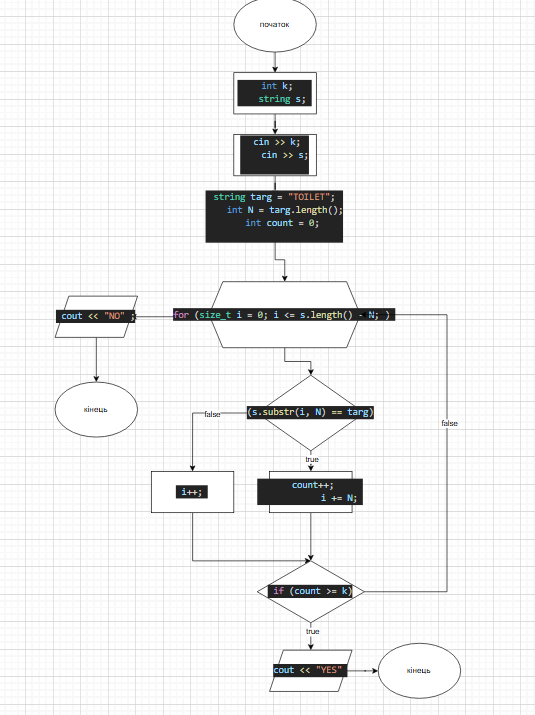 початок
int k;
string s;
cin >> k;
cin >> s;
string targ = "TOILET";
int N = targ.length();
int count = 0;
cout << "NO" ;
for (size_t i = 0; i <= s.length() - N; )
кінець
(s.substr(i, N) == targ)
false
false
true
i++;
count++;
i += N;
if (count >= k)
true
cout << "YES"
кінець